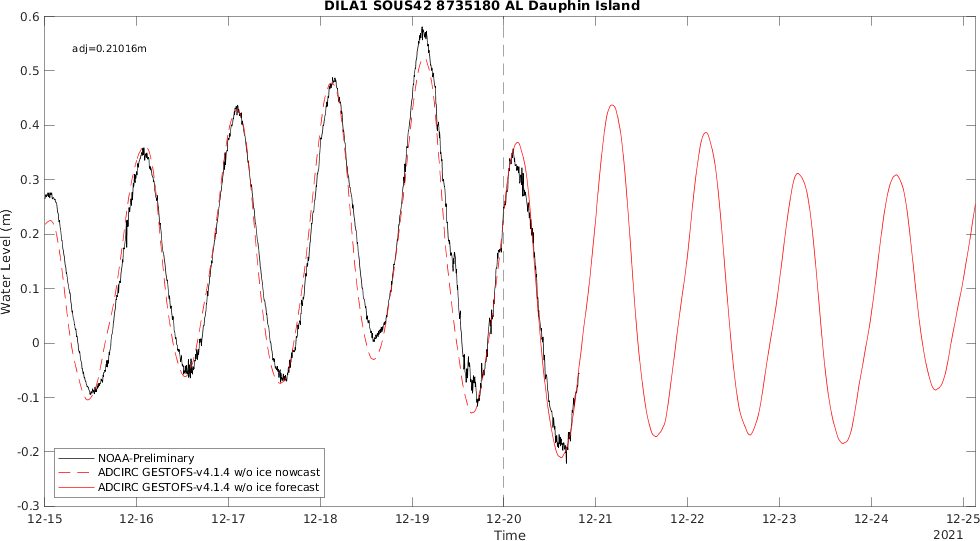 DILA1 SOUS42 8735180 AL Dauphin Island
0.6
0.5
0.4
0.3
0.2
0.1
0
-0.1
-0.2
-0.3
Water Level (m)
adj=0.21016m
NOAA-Preliminary
ADCIRC GESTOFS-v4.1.4 w/o ice nowcast
ADCIRC GESTOFS-v4.1.4 w/o ice forecast
12-15 12-16 12-17 12-18 12-19 12-20 12-21 12-22 12-23 12-24 12-25
Time
2021